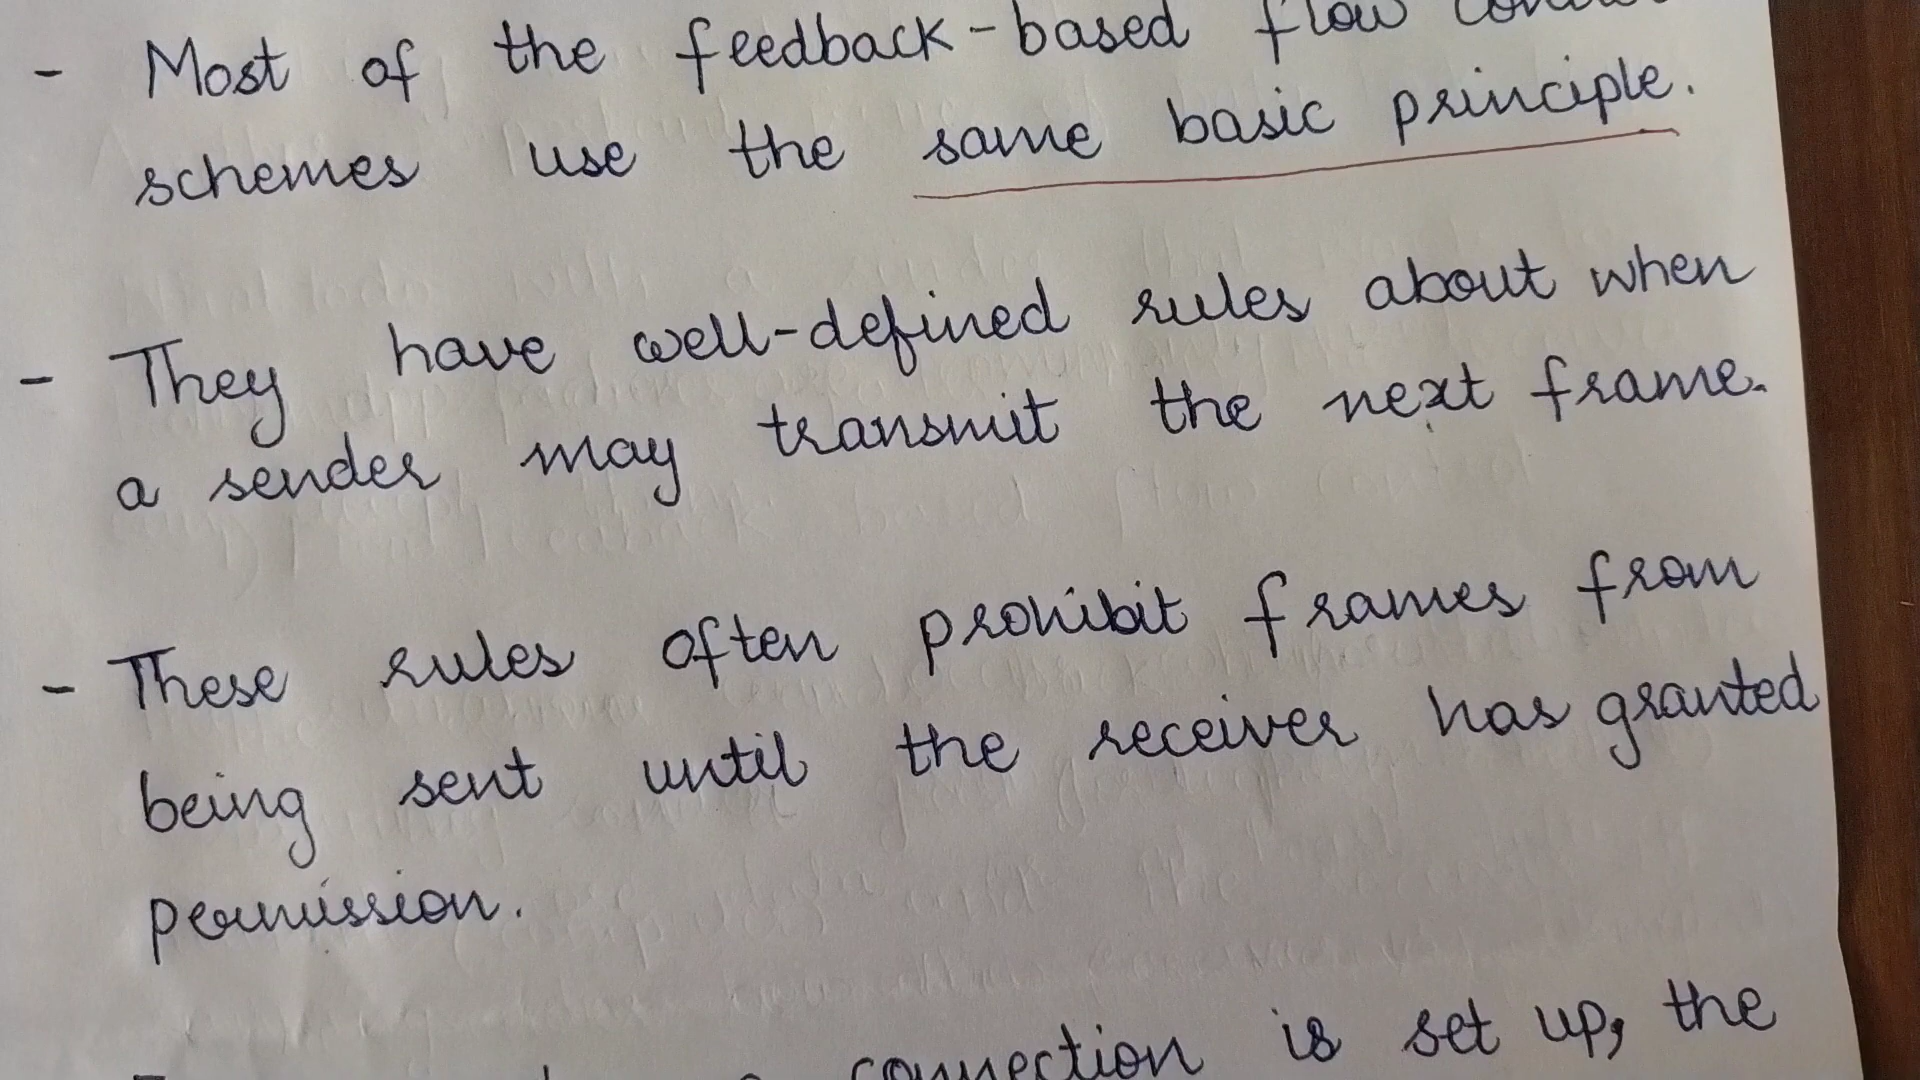 - Most of the feedback-based flow
schemes use the same basic principle.
- They have well-defined rules about when
a sender may transmit the next frame.
- These rules often prohibit frames from
being sent until the receiver has granted
permission.
connection is set up, the